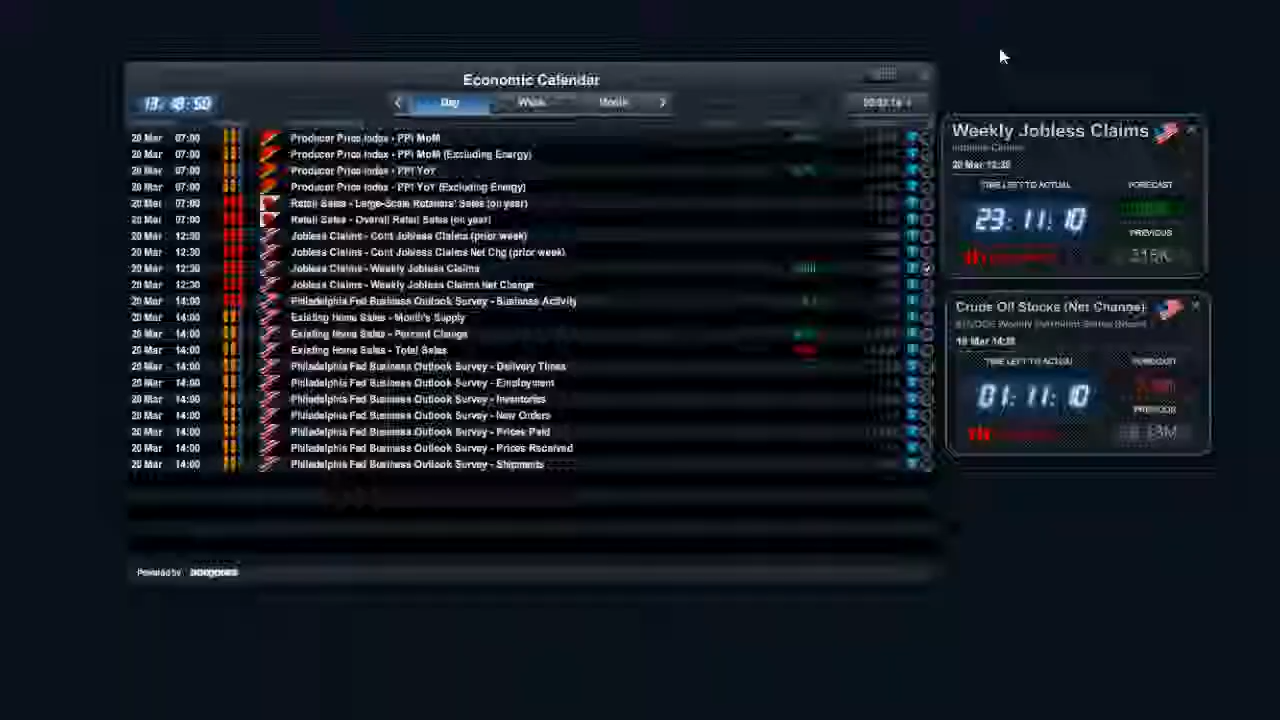 Economic Calendar
13:18:50
Day Week Month
20 Mar 07:00 Producer Price Index - PPI MoM
20 Mar 07:00 Producer Price Index - PPI MoM (Excluding Energy)
20 Mar 07:00 Producer Price Index - PPI YoY
20 Mar 07:00 Producer Price Index - PPI YoY (Excluding Energy)
20 Mar 07:00 Retail Sales - Large-Scale Retailers' Sales (on year)
20 Mar 07:00 Retail Sales - Overall Retail Sales (on year)
20 Mar 12:30 Jobless Claims - Cont Jobless Claims (prior week)
20 Mar 12:30 Jobless Claims - Cont Jobless Claims Net Chg (prior week)
20 Mar 12:30 Jobless Claims - Weekly Jobless Claims
20 Mar 12:30 Jobless Claims - Weekly Jobless Claims Net Change
20 Mar 14:00 Philadelphia Fed Business Outlook Survey - Business Activity
20 Mar 14:00 Existing Home Sales - Month's Supply
20 Mar 14:00 Existing Home Sales - Percent Change
20 Mar 14:00 Existing Home Sales - Total Sales
20 Mar 14:00 Philadelphia Fed Business Outlook Survey - Delivery Times
20 Mar 14:00 Philadelphia Fed Business Outlook Survey - Employment
20 Mar 14:00 Philadelphia Fed Business Outlook Survey - Inventories
20 Mar 14:00 Philadelphia Fed Business Outlook Survey - New Orders
20 Mar 14:00 Philadelphia Fed Business Outlook Survey - Prices Paid
20 Mar 14:00 Philadelphia Fed Business Outlook Survey - Prices Received
20 Mar 14:00 Philadelphia Fed Business Outlook Survey - Shipments
Powered by
Weekly Jobless Claims
Jobless Claims
20 Mar 12:30
TIME LEFT TO ACTUAL FORECAST
23:11:10
PREVIOUS
Crude Oil Stocks (Net Change)
TIME LEFT TO ACTUAL FORECAST
01:11:10
PREVIOUS